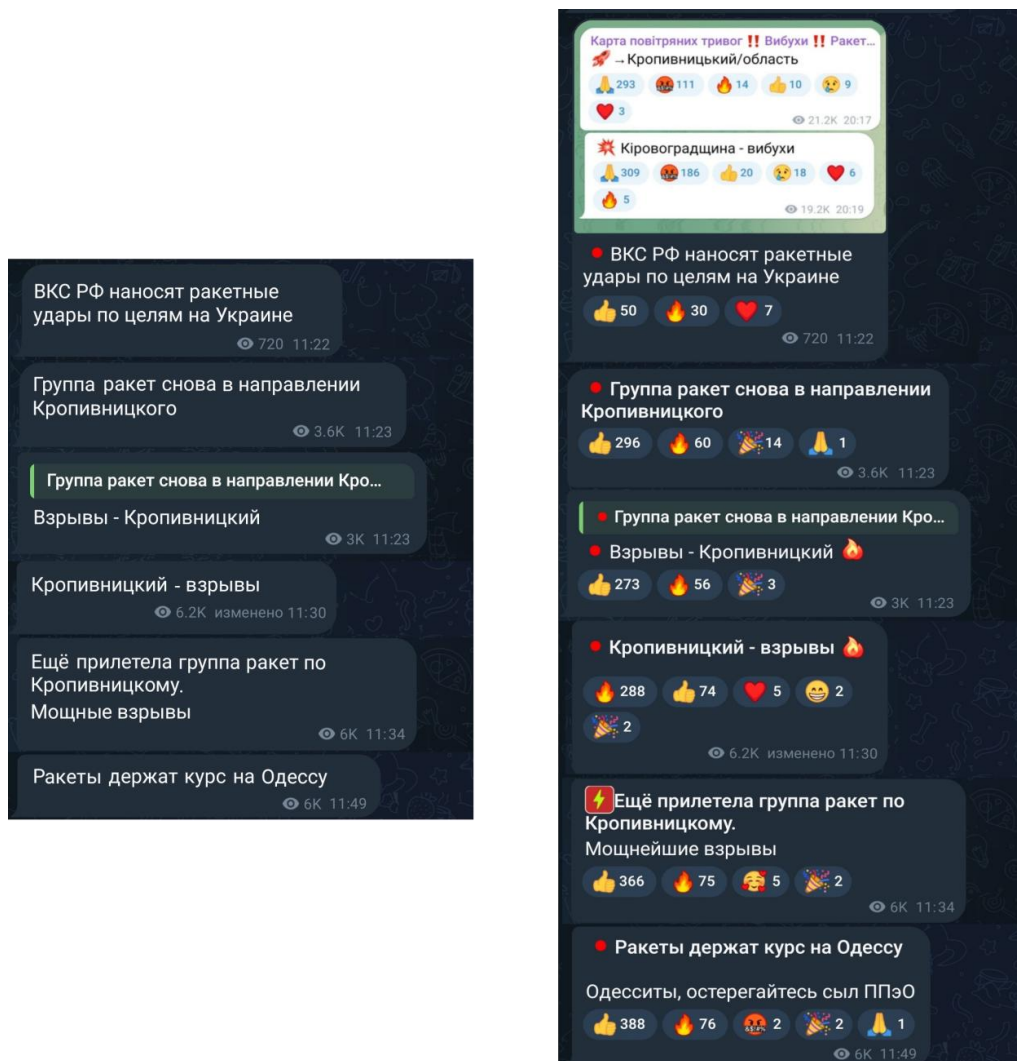 ВКС РФ наносят ракетные
удары по целям на Украине
720 11:22
Группа ракет снова в направлении
Кропивницкого
3.6K 11:23
Группа ракет снова в направлении Кро...
Взрывы - Кропивницкий
3K 11:23
Кропивницкий - взрывы
6.2K изменено 11:30
Ещё прилетела группа ракет по
Кропивницкому.
Мощные взрывы
6K 11:34
Ракеты держат курс на Одессу
6K 11:49
Карта повітряних тривог ‼ Вибухи ‼ Ракет...
🚀 → Кропивницький/область
🙏 293 🤬 111 🔥 14 👍 10 😢 9
❤️ 3
21.2K 20:17
💥 Кіровоградщина - вибухи
🙏 309 🤬 186 👍 20 😢 18 ❤️ 6
🔥 5
19.2K 20:19
🔴 ВКС РФ наносят ракетные
удары по целям на Украине
👍 50 🔥 30 ❤️ 7
720 11:22
🔴 Группа ракет снова в направлении
Кропивницкого
👍 296 🔥 60 🎉 14 🙏 1
3.6K 11:23
🔴 Группа ракет снова в направлении Кро...
🔴 Взрывы - Кропивницкий 🔥
👍 273 🔥 56 🎉 3
3K 11:23
🔴 Кропивницкий - взрывы 🔥
🔥 288 👍 74 ❤️ 5 😁 2
🎉 2
6.2K изменено 11:30
⚡Ещё прилетела группа ракет по
Кропивницкому.
Мощнейшие взрывы
👍 366 🔥 75 🥰 5 🎉 2
6K 11:34
🔴 Ракеты держат курс на Одессу
Одесситы, остерегайтесь сыл ППэО
👍 388 🔥 76 🤬 2 🎉 2 🙏 1
6K 11:49